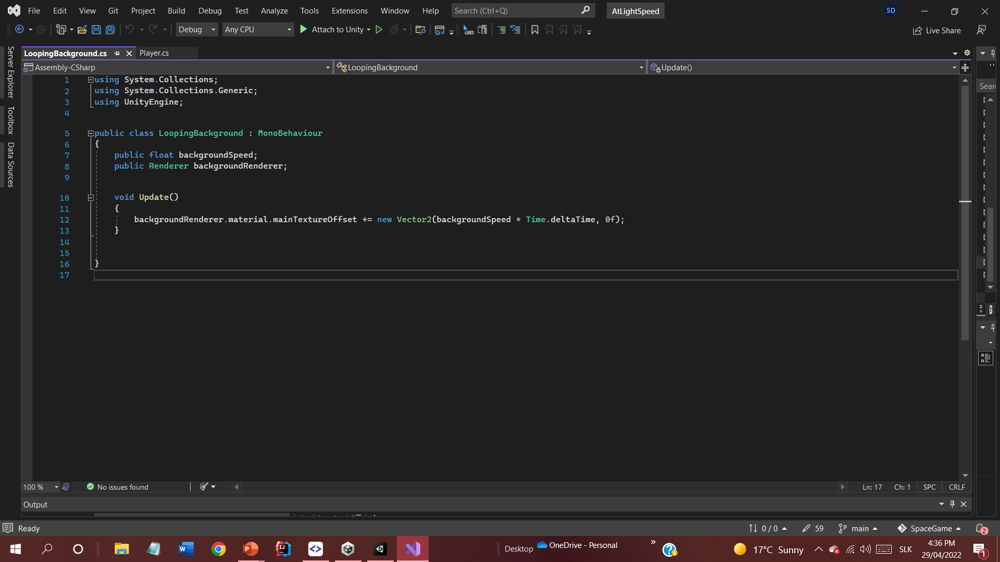 File Edit View Git Project Build Debug Test Analyze Tools Extensions Window Help Search (Ctrl+Q) AtLightSpeed SD
Debug Any CPU Attach to Unity Live Share
Server Explorer
Toolbox
Data Sources
LoopingBackground.cs Player.cs
Assembly-CSharp LoopingBackground Update()
1 using System.Collections;
2 using System.Collections.Generic;
3 using UnityEngine;
4
5 public class LoopingBackground : MonoBehaviour
6 {
7 public float backgroundSpeed;
8 public Renderer backgroundRenderer;
9
10 void Update()
11 {
12 backgroundRenderer.material.mainTextureOffset += new Vector2(backgroundSpeed * Time.deltaTime, 0f);
13 }
14
15
16 }
17
100 % No issues found Ln: 17 Ch: 1 SPC CRLF
Output
Ready 0 / 0 59 main SpaceGame 2
Desktop OneDrive - Personal » 17°C Sunny SLK 4:36 PM
29/04/2022 1